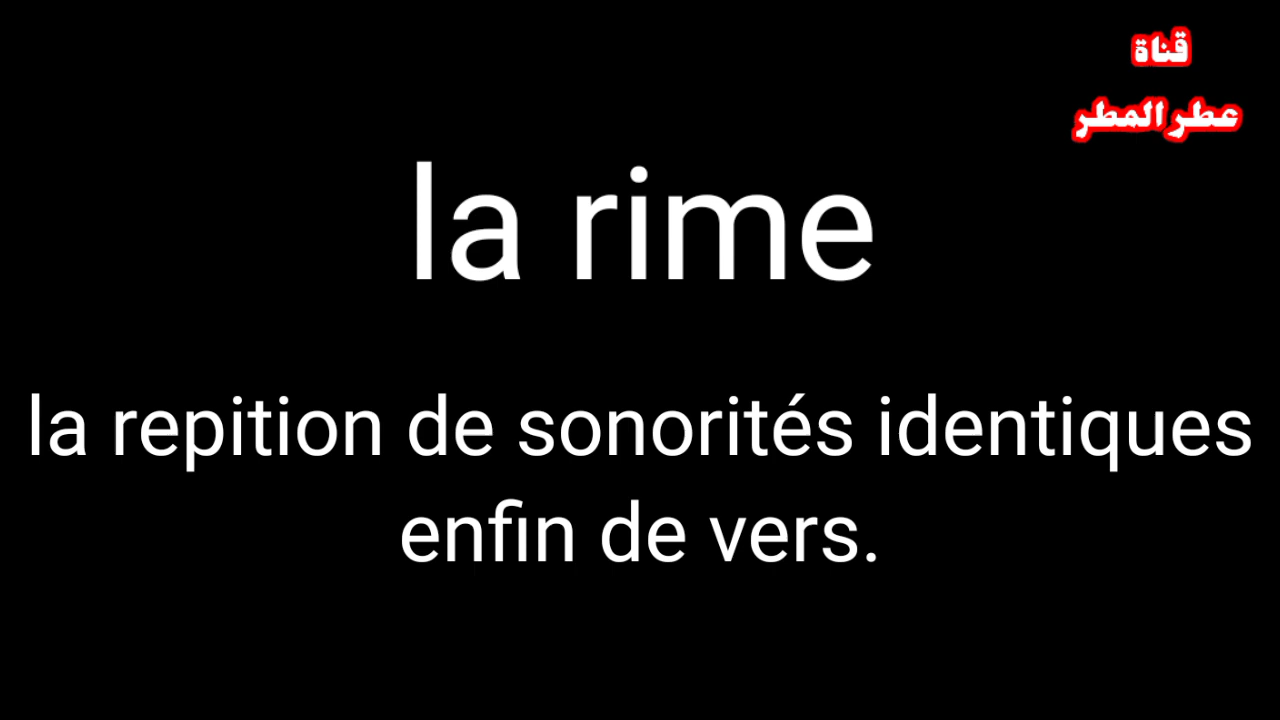 قناة
عطر المطر
la rime
la repition de sonorités identiques
enfin de vers.